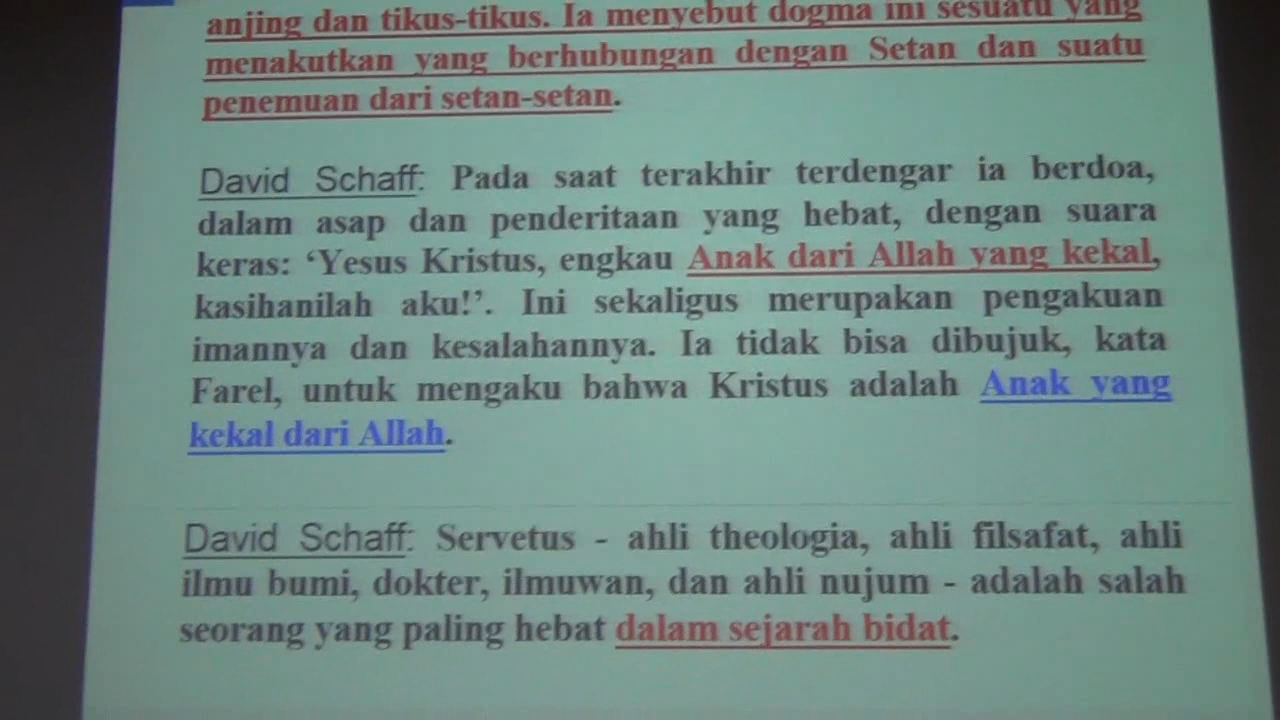 anjing dan tikus-tikus. Ia menyebut dogma ini sesuatu yang
menakutkan yang berhubungan dengan Setan dan suatu
penemuan dari setan-setan.
David Schaff: Pada saat terakhir terdengar ia berdoa,
dalam asap dan penderitaan yang hebat, dengan suara
keras: ‘Yesus Kristus, engkau Anak dari Allah yang kekal,
kasihanilah aku!’. Ini sekaligus merupakan pengakuan
imannya dan kesalahannya. Ia tidak bisa dibujuk, kata
Farel, untuk mengaku bahwa Kristus adalah Anak yang
kekal dari Allah.
David Schaff: Servetus - ahli theologia, ahli filsafat, ahli
ilmu bumi, dokter, ilmuwan, dan ahli nujum - adalah salah
seorang yang paling hebat dalam sejarah bidat.